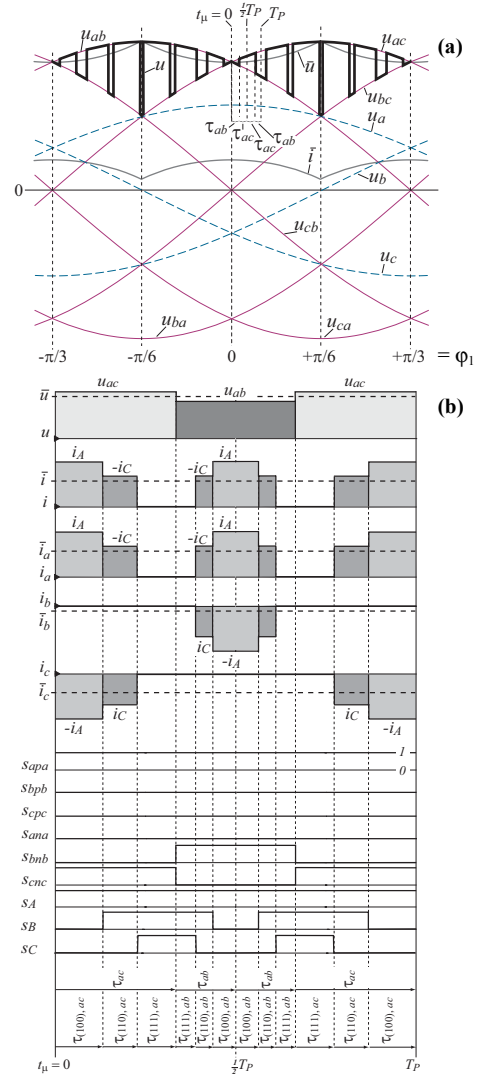 t_μ = 0 ½T_P T_P
u_ab u_ac (a)
u ū u_bc
u_a
τ_ab τ'_ac τ_ac τ_ab
ī u_b
0
u_cb
u_c
u_ba u_ca
-π/3 -π/6 0 +π/6 +π/3 = φ₁
u_ac u_ac (b)
ū u_ab
u
i_A -i_C -i_C i_A
ī
i
i_A -i_C -i_C i_A
ī_a
i_a
i_b
ī_b
i_C -i_A
i_c
ī_c
-i_A i_C i_C -i_A
1
s_apa 0
s_bpb
s_cpc
s_ana
s_bnb
s_cnc
s_A
s_B
s_C
τ_ac τ_ab τ_ab τ_ac
τ_(100), ac τ_(110), ac τ_(111), ac τ_(111), ab τ_(110), ab τ_(100), ab τ_(100), ab τ_(110), ab τ_(111), ab τ_(111), ac τ_(110), ac τ_(100), ac
t_μ = 0 ½T_P T_P